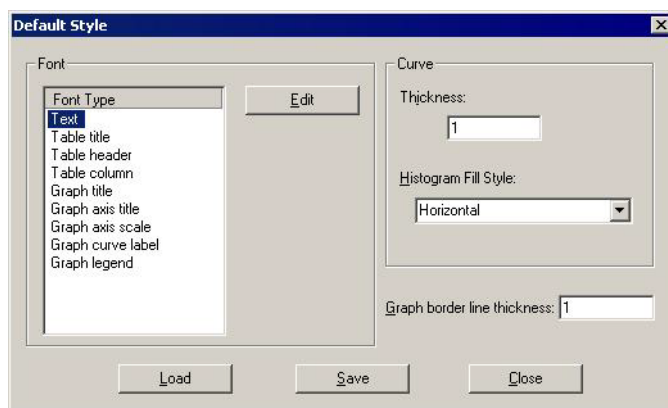 Default Style
Font
Font Type
Text
Table title
Table header
Table column
Graph title
Graph axis title
Graph axis scale
Graph curve label
Graph legend
Edit
Curve
Thickness:
1
Histogram Fill Style:
Horizontal
Graph border line thickness: 1
Load Save Close